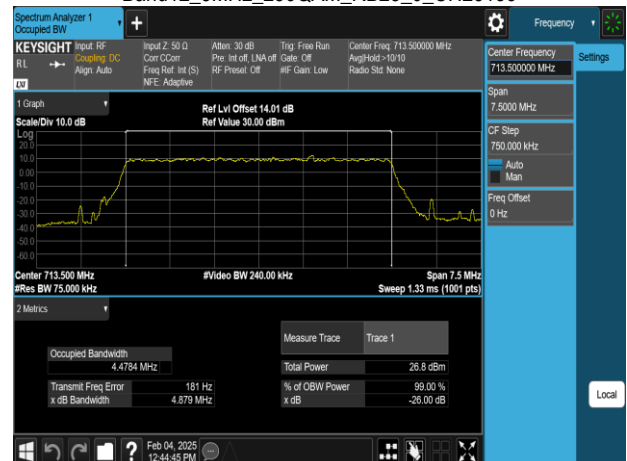 Spectrum Analyzer 1
Occupied BW
Frequency
KEYSIGHT
RL
LXI
Input: RF
Coupling: DC
Align: Auto
Input Z: 50 Ω
Corr CCorr
Freq Ref: Int (S)
NFE: Adaptive
Atten: 30 dB
Pre: Int off, LNA off
RF Preset: Off
Trig: Free Run
Gate: Off
#IF Gain: Low
Center Freq: 713.500000 MHz
Avg|Hold:>10/10
Radio Std: None
Center Frequency
713.500000 MHz
Settings
Span
7.5000 MHz
CF Step
750.000 kHz
Auto
Man
Freq Offset
0 Hz
Local
1 Graph
Scale/Div 10.0 dB
Ref Lvl Offset 14.01 dB
Ref Value 30.00 dBm
Log
20.0
10.0
0.00
-10.0
-20.0
-30.0
-40.0
-50.0
-60.0
Center 713.500 MHz
#Video BW 240.00 kHz
Span 7.5 MHz
#Res BW 75.000 kHz
Sweep 1.33 ms (1001 pts)
2 Metrics
Measure Trace
Trace 1
Occupied Bandwidth
4.4784 MHz
Total Power
26.8 dBm
Transmit Freq Error
181 Hz
% of OBW Power
99.00 %
x dB Bandwidth
4.879 MHz
x dB
-26.00 dB
?
Feb 04, 2025
12:44:45 PM